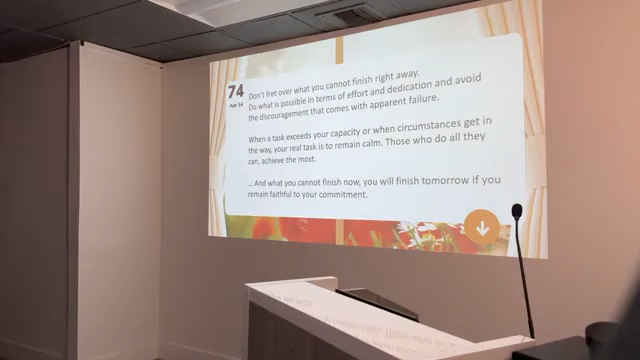 74
Don't fret over what you cannot finish right away.
Do what is possible in terms of effort and dedication and avoid
the discouragement that comes with apparent failure.
When a task exceeds your capacity or when circumstances get in
the way, your real task is to remain calm. Those who do all they
can, achieve the most.
... And what you cannot finish now, you will finish tomorrow if you
remain faithful to your commitment.